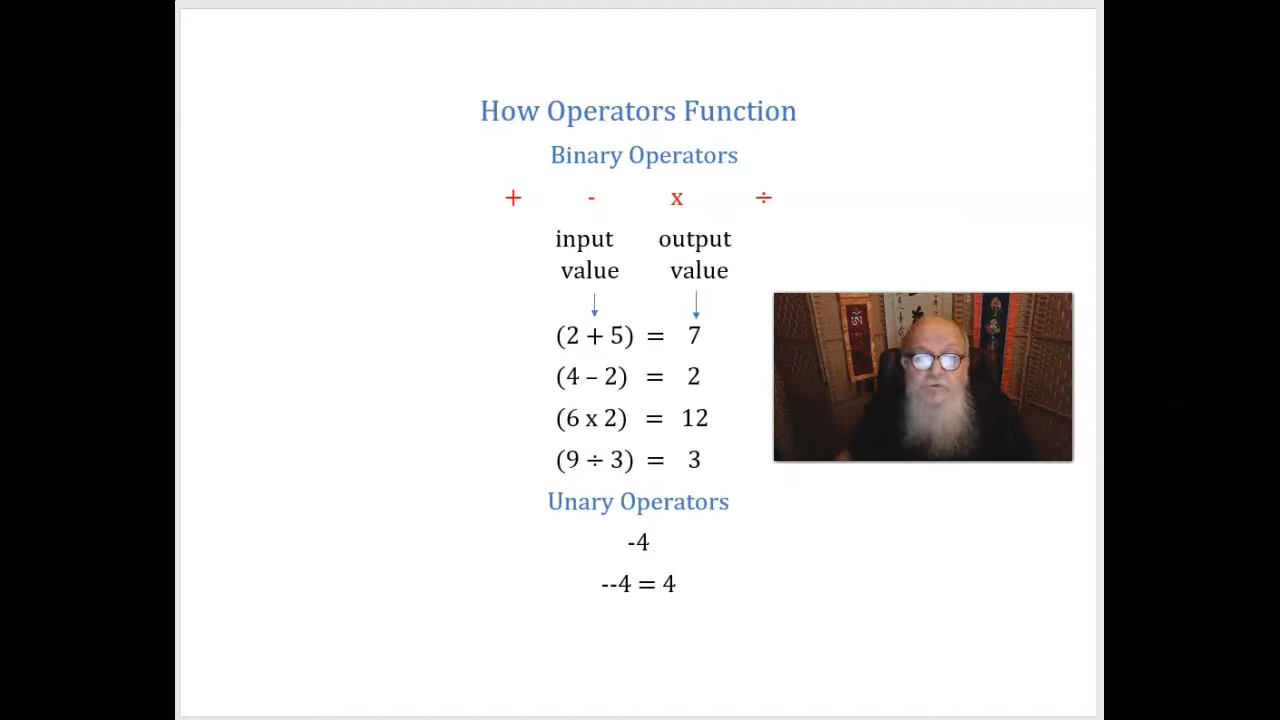 How Operators Function
Binary Operators
+ - x ÷
input output
value value
(2 + 5) = 7
(4 – 2) = 2
(6 x 2) = 12
(9 ÷ 3) = 3
Unary Operators
-4
--4 = 4